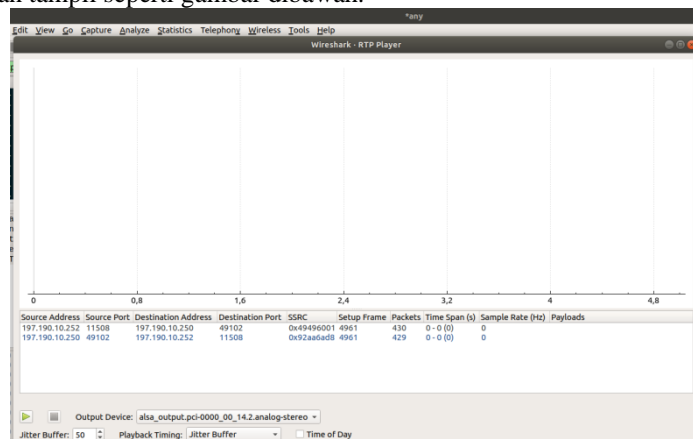 tampil seperti gambar dibawah.
*any
Edit View Go Capture Analyze Statistics Telephony Wireless Tools Help
Wireshark - RTP Player
0 0,8 1,6 2,4 3,2 4 4,8
Source Address Source Port Destination Address Destination Port SSRC Setup Frame Packets Time Span (s) Sample Rate (Hz) Payloads
197.190.10.252 11508 197.190.10.250 49102 0x49496001 4961 430 0 - 0 (0) 0
197.190.10.250 49102 197.190.10.252 11508 0x92aa6ad8 4961 429 0 - 0 (0) 0
Output Device: alsa_output.pci-0000_00_14.2.analog-stereo
Jitter Buffer: 50 Playback Timing: Jitter Buffer Time of Day